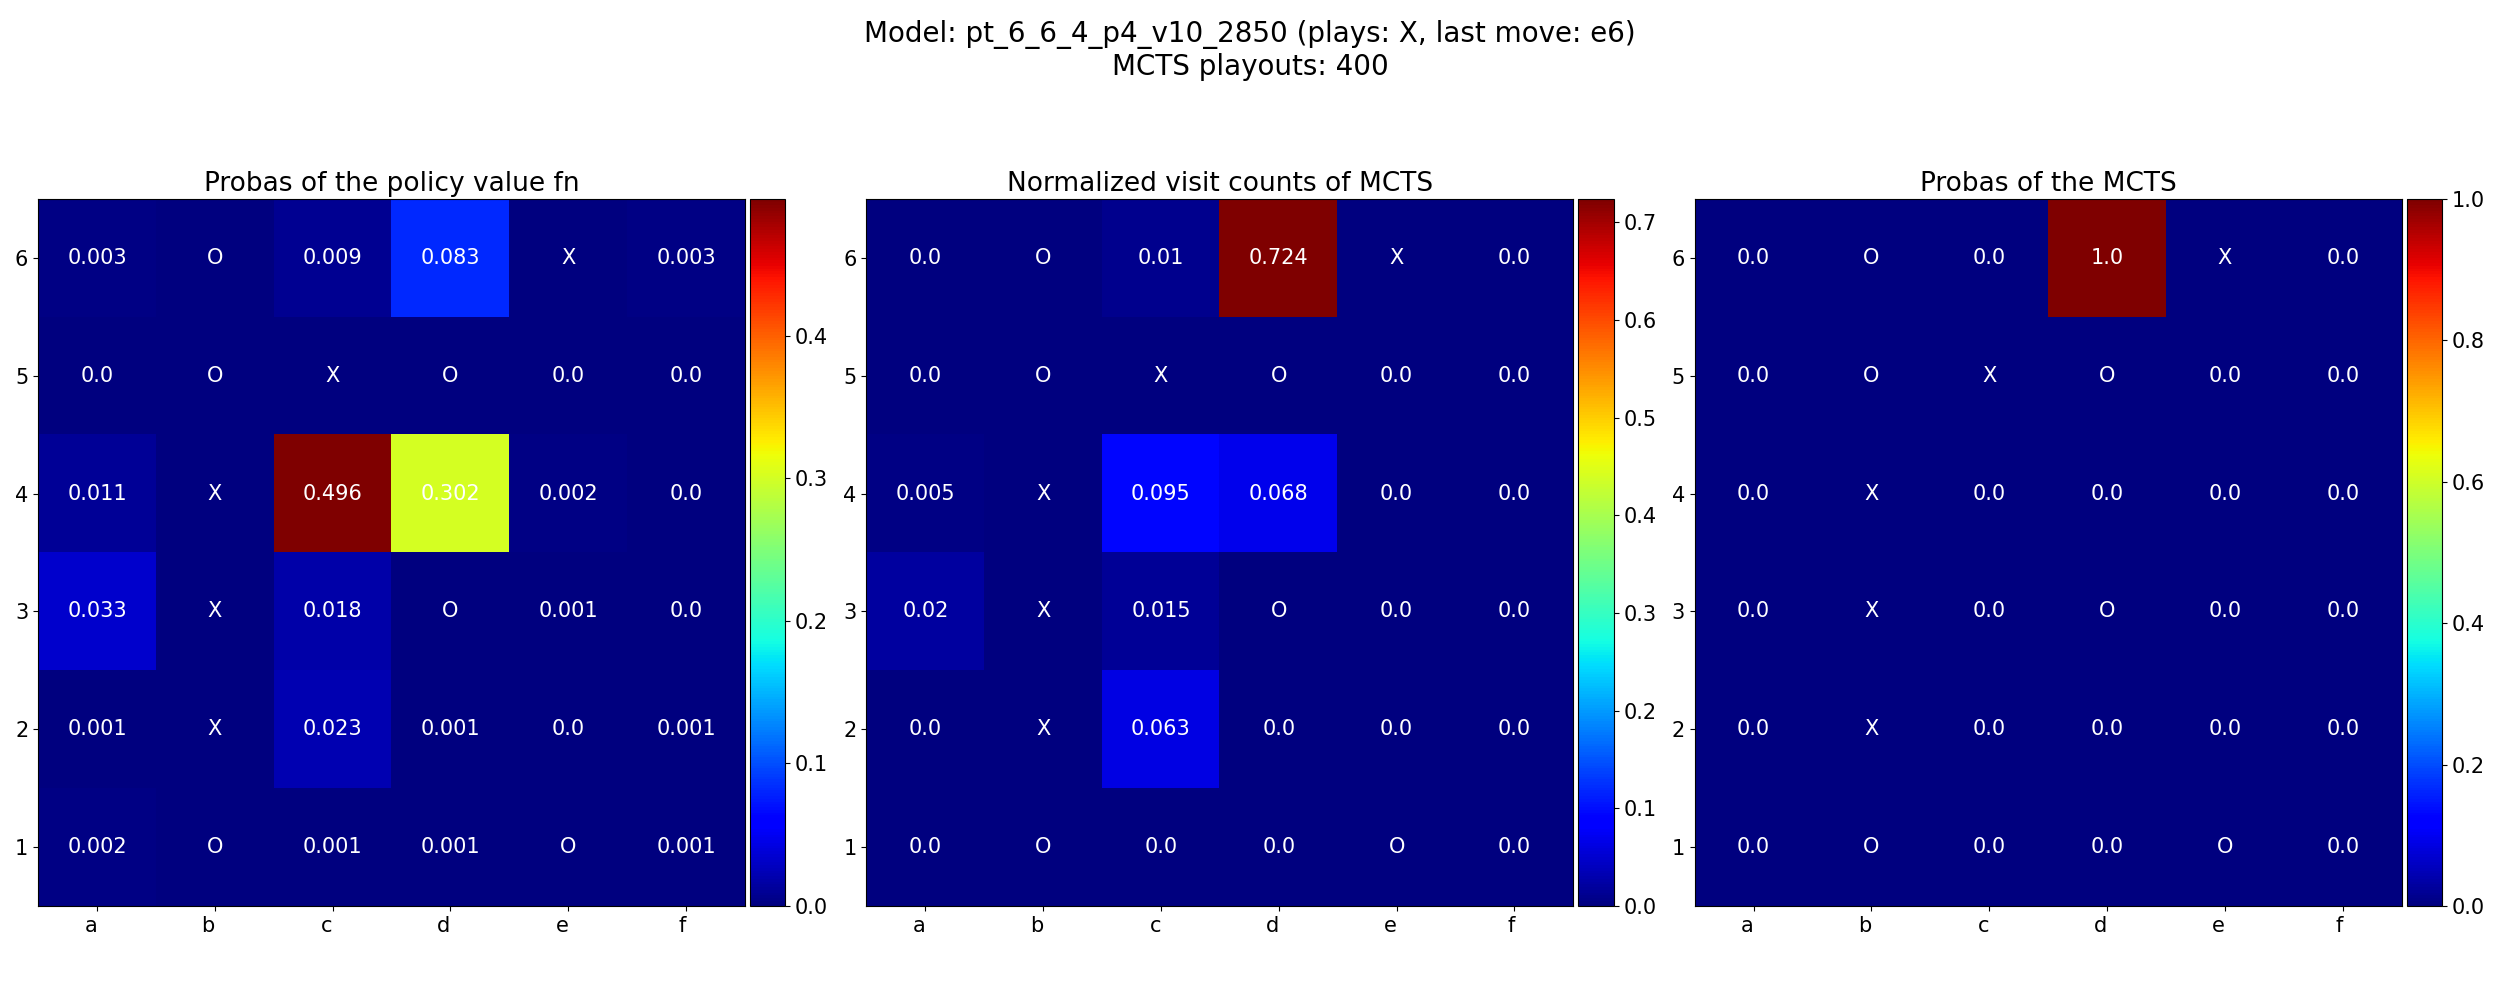 Model: pt_6_6_4_p4_v10_2850 (plays: X, last move: e6)
MCTS playouts: 400
Probas of the policy value fn
6 0.003 O 0.009 0.083 X 0.003
5 0.0 O X O 0.0 0.0
4 0.011 X 0.496 0.302 0.002 0.0
3 0.033 X 0.018 O 0.001 0.0
2 0.001 X 0.023 0.001 0.0 0.001
1 0.002 O 0.001 0.001 O 0.001
a b c d e f
0.4
0.3
0.2
0.1
0.0
Normalized visit counts of MCTS
6 0.0 O 0.01 0.724 X 0.0
5 0.0 O X O 0.0 0.0
4 0.005 X 0.095 0.068 0.0 0.0
3 0.02 X 0.015 O 0.0 0.0
2 0.0 X 0.063 0.0 0.0 0.0
1 0.0 O 0.0 0.0 O 0.0
a b c d e f
0.7
0.6
0.5
0.4
0.3
0.2
0.1
0.0
Probas of the MCTS
6 0.0 O 0.0 1.0 X 0.0
5 0.0 O X O 0.0 0.0
4 0.0 X 0.0 0.0 0.0 0.0
3 0.0 X 0.0 O 0.0 0.0
2 0.0 X 0.0 0.0 0.0 0.0
1 0.0 O 0.0 0.0 O 0.0
a b c d e f
1.0
0.8
0.6
0.4
0.2
0.0